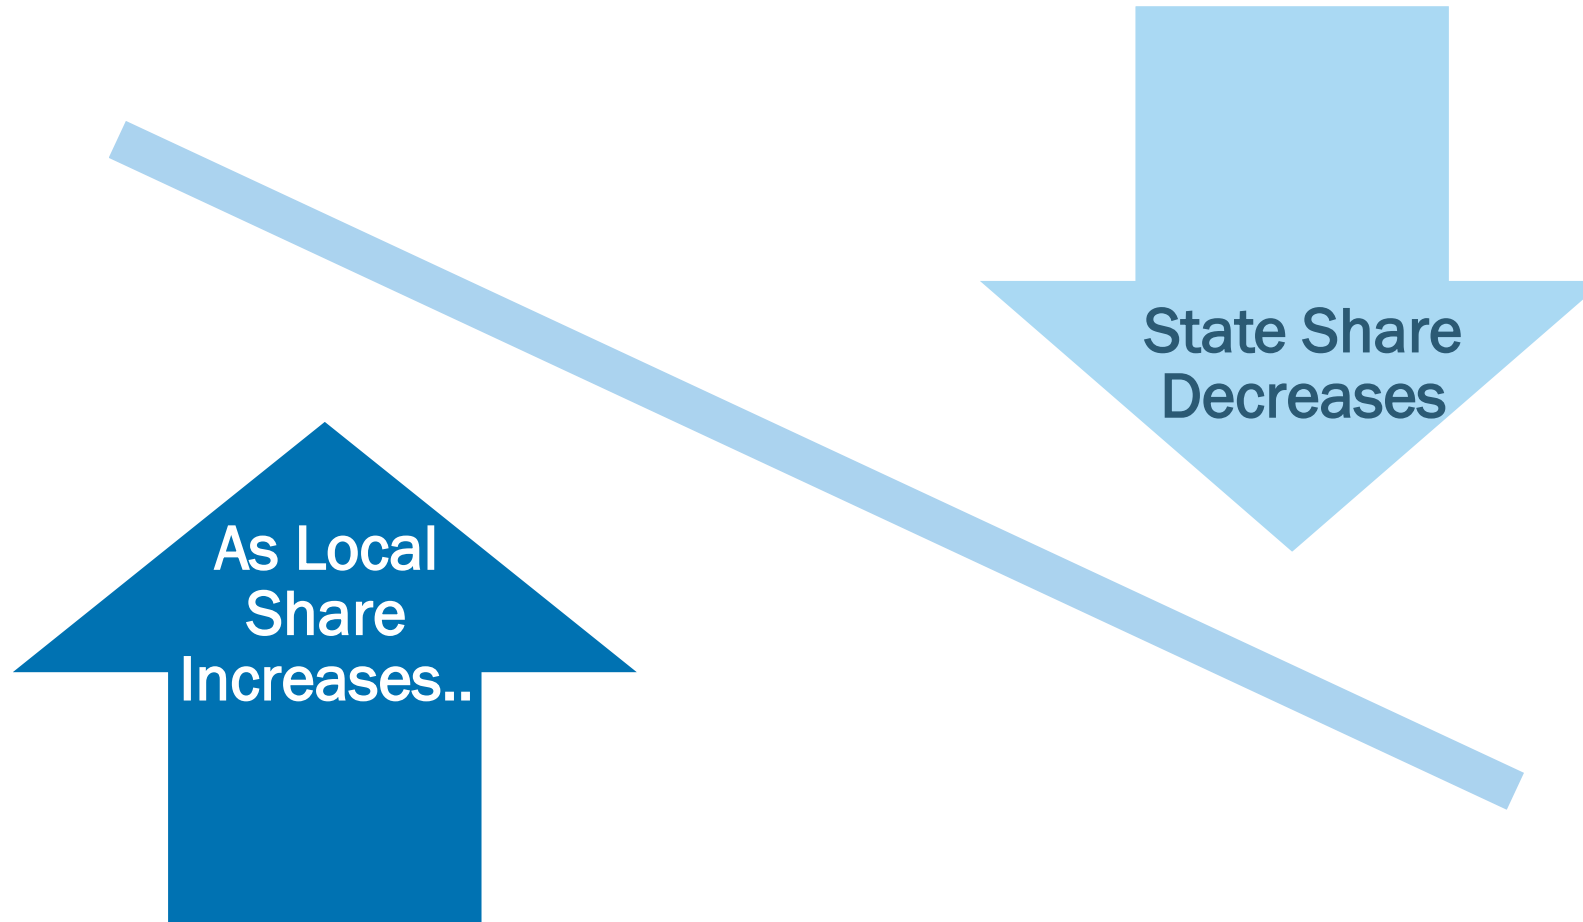 As Local
Share
Increases..
State Share
Decreases